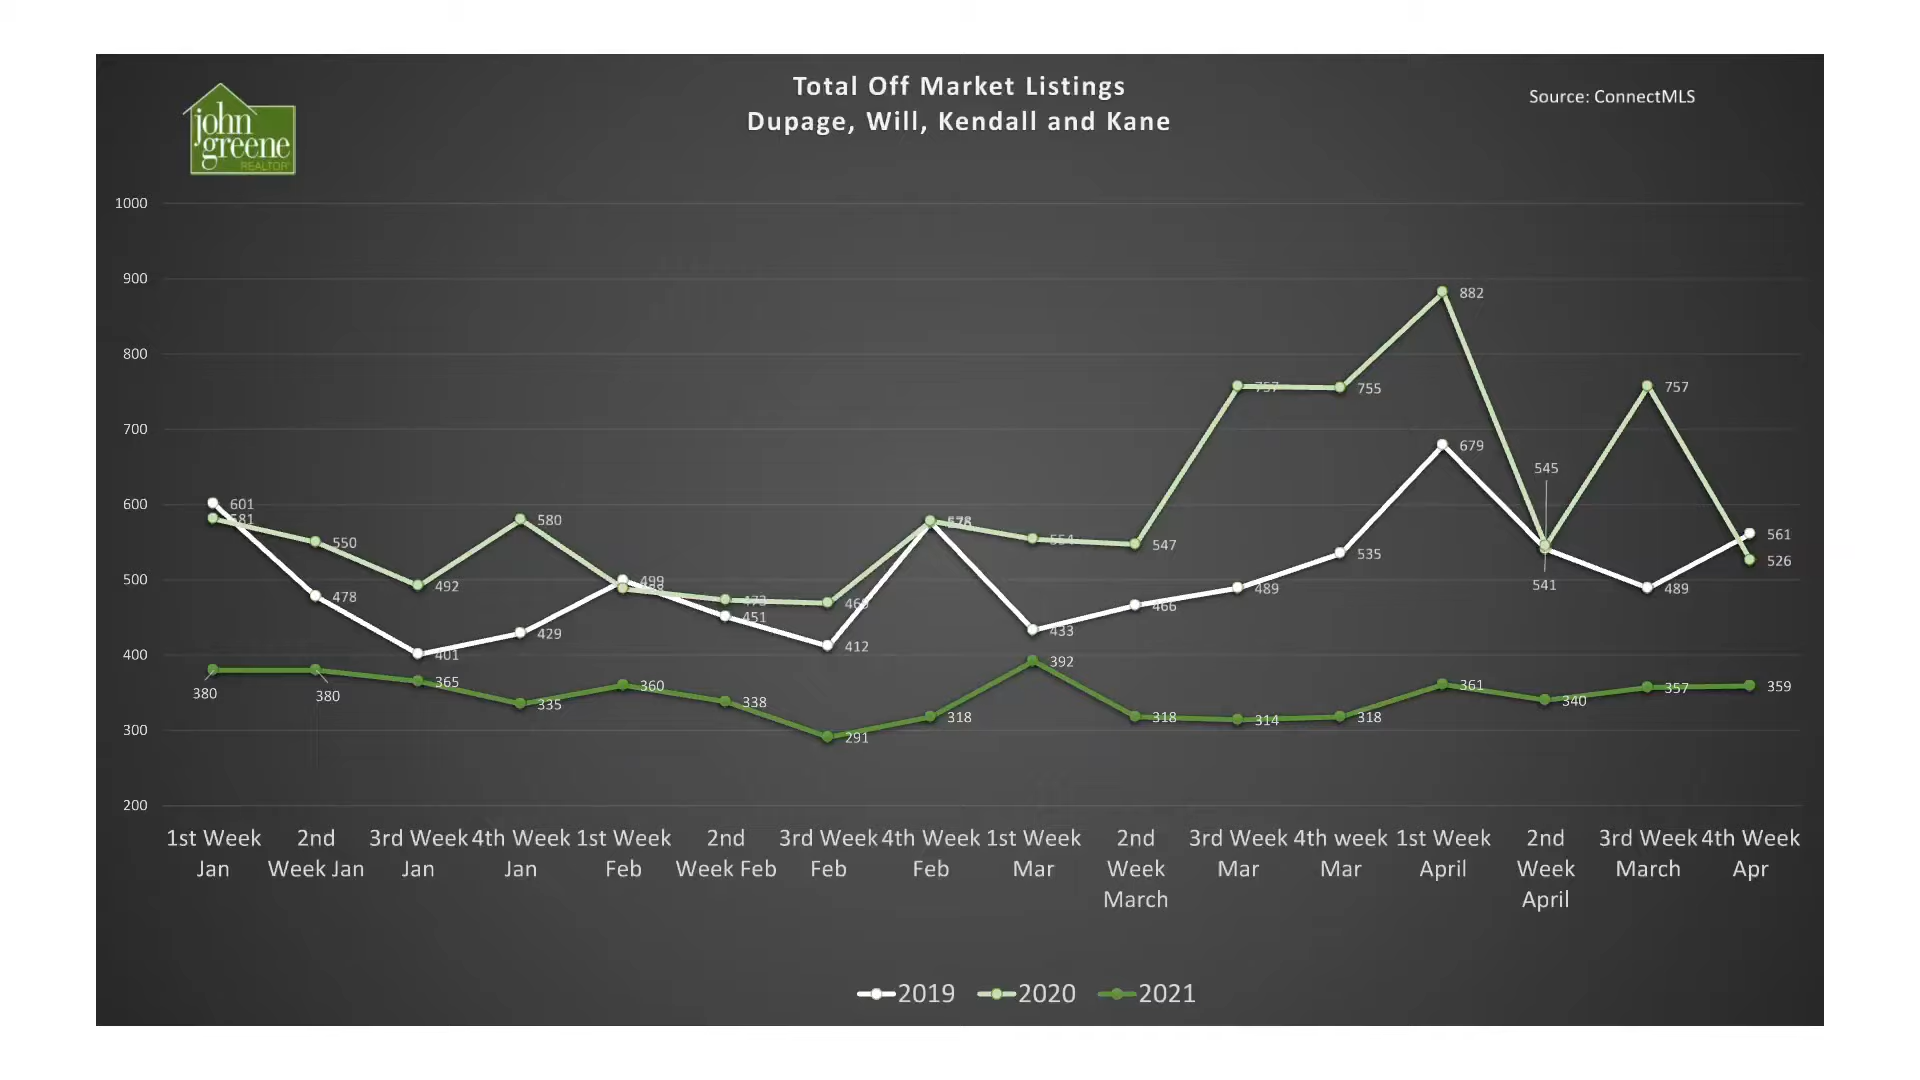 john
greene
REALTOR
Total Off Market Listings
Dupage, Will, Kendall and Kane
Source: ConnectMLS
1000
900
800
700
600
500
400
300
200
601
581
550
478
492
401
580
429
499
473
451
469
412
578
554
433
547
466
757
489
755
535
882
679
545
541
757
489
561
526
380
380
365
335
360
338
291
318
392
318
314
318
361
340
357
359
1st Week Jan
2nd Week Jan
3rd Week Jan
4th Week Jan
1st Week Feb
2nd Week Feb
3rd Week Feb
4th Week Feb
1st Week Mar
2nd Week March
3rd Week Mar
4th week Mar
1st Week April
2nd Week April
3rd Week March
4th Week Apr
2019
2020
2021